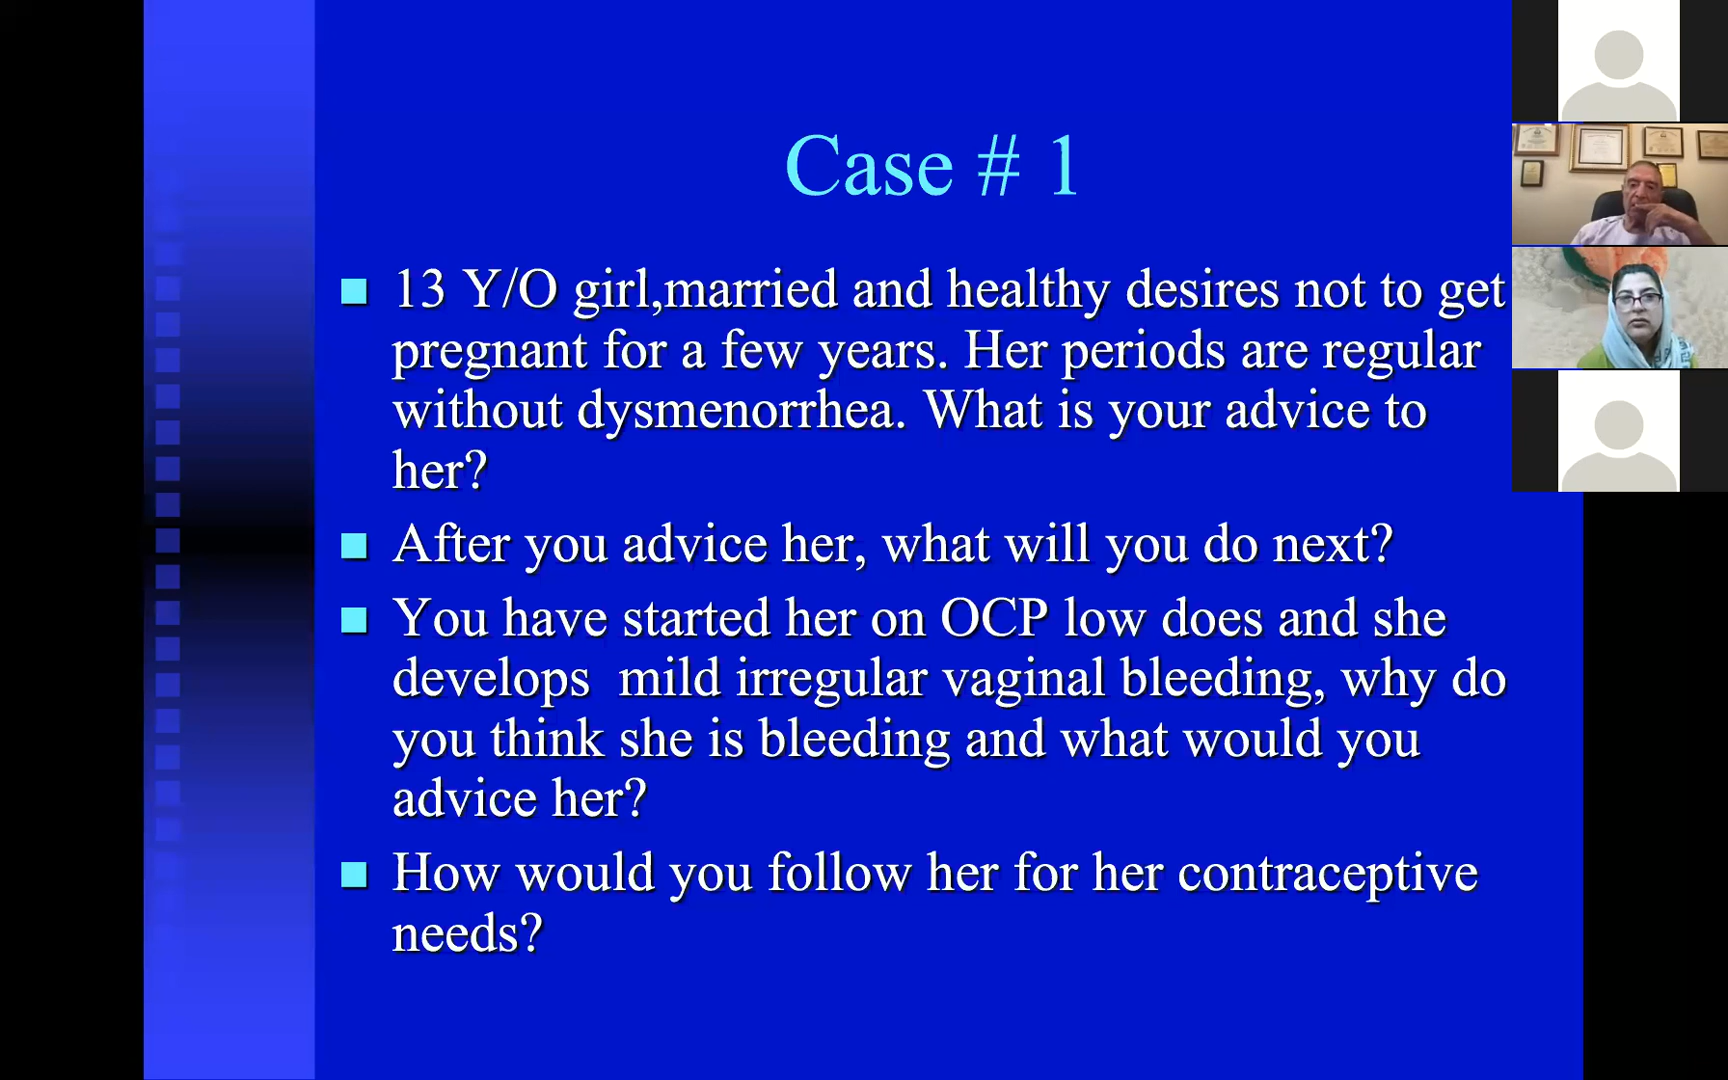 Case # 1
13 Y/O girl,married and healthy desires not to get
pregnant for a few years. Her periods are regular
without dysmenorrhea. What is your advice to
her?
After you advice her, what will you do next?
You have started her on OCP low does and she
develops  mild irregular vaginal bleeding, why do
you think she is bleeding and what would you
advice her?
How would you follow her for her contraceptive
needs?